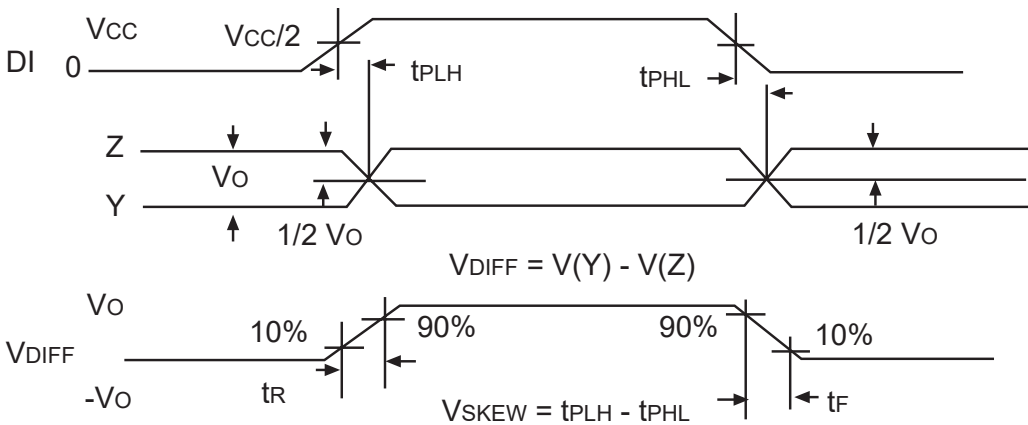 VCC
VCC/2
DI
0
tPLH
tPHL
Z
VO
Y
1/2 VO
1/2 VO
VDIFF = V(Y) - V(Z)
VO
10%
90%
90%
10%
VDIFF
-VO
tR
VSKEW = tPLH - tPHL
tF